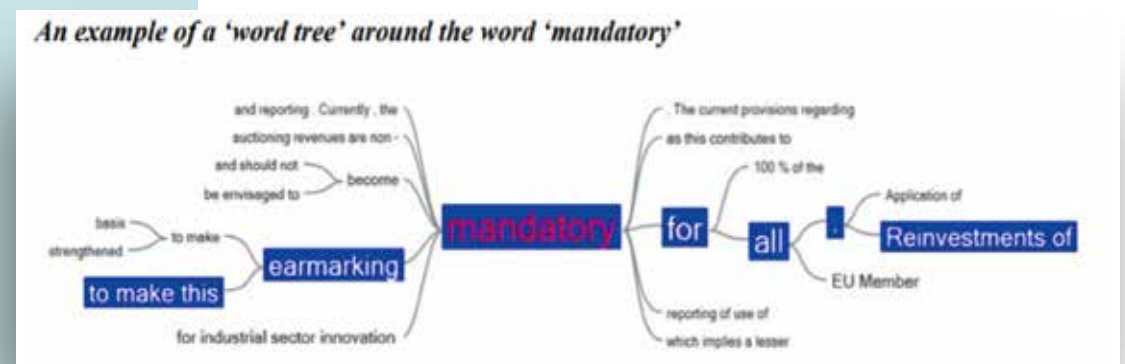 An example of a ‘word tree’ around the word ‘mandatory’
and reporting . Currently , the
auctioning revenues are non -
and should not
be envisaged to
become
basis
strengthened
to make
to make this
earmarking
for industrial sector innovation
mandatory
. The current provisions regarding
as this contributes to
for
100 % of the
all
.
Application of
Reinvestments of
EU Member
reporting of use of
which implies a lesser